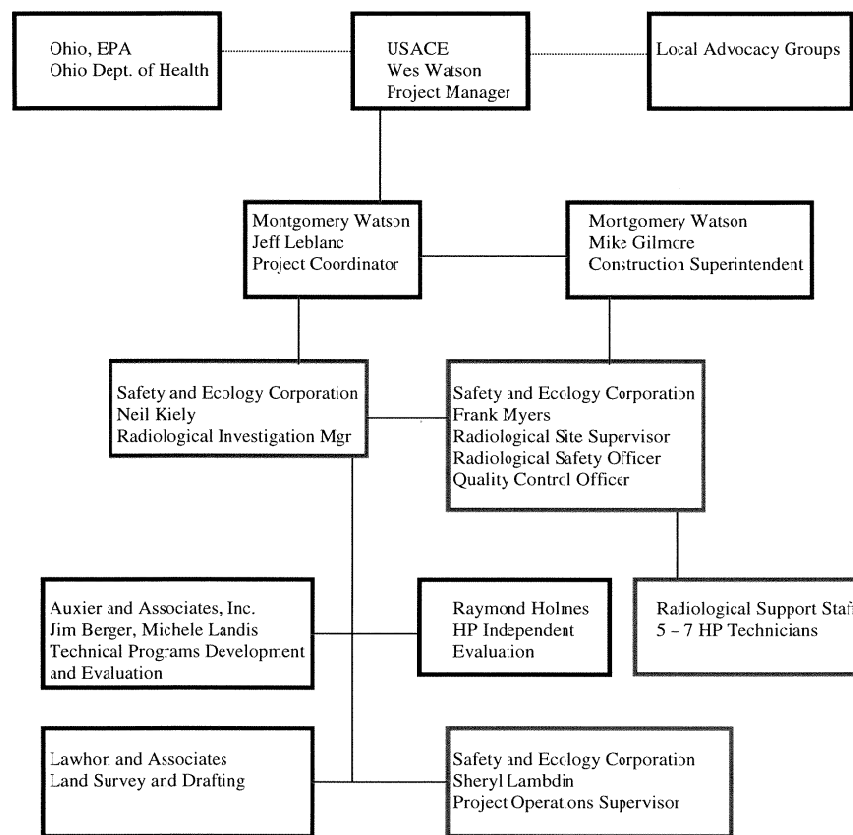 Ohio, EPA
Ohio Dept. of Health
USACE
Wes Watson
Project Manager
Local Advocacy Groups
Montgomery Watson
Jeff Leblanc
Project Coordinator
Mortgomery Watson
Mike Gilmore
Construction Superintendent
Safety and Ecology Corporation
Neil Kiely
Radiological Investigation Mgr
Safety and Ecology Corporation
Frank Myers
Radiological Site Supervisor
Radiological Safety Officer
Quality Control Officer
Auxier and Associates, Inc.
Jim Berger, Michele Landis
Technical Programs Development
and Evaluation
Raymond Holmes
HP Independent
Evaluation
Radiological Support Staff
5 – 7 HP Technicians
Lawhon and Associates
Land Survey and Drafting
Safety and Ecology Corporation
Sheryl Lambdin
Project Operations Supervisor